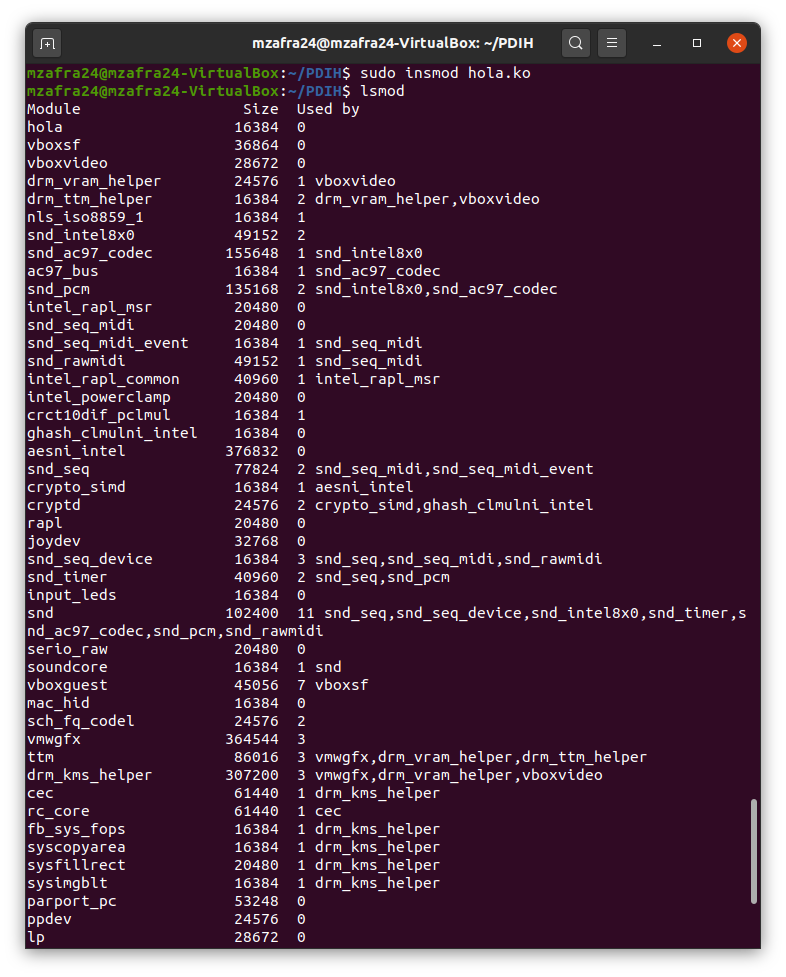 mzafra24@mzafra24-VirtualBox: ~/PDIH
mzafra24@mzafra24-VirtualBox:~/PDIH$ sudo insmod hola.ko
mzafra24@mzafra24-VirtualBox:~/PDIH$ lsmod
Module                  Size  Used by
hola                   16384  0
vboxsf                 36864  0
vboxvideo              28672  0
drm_vram_helper        24576  1 vboxvideo
drm_ttm_helper         16384  2 drm_vram_helper,vboxvideo
nls_iso8859_1          16384  1
snd_intel8x0           49152  2
snd_ac97_codec        155648  1 snd_intel8x0
ac97_bus               16384  1 snd_ac97_codec
snd_pcm               135168  2 snd_intel8x0,snd_ac97_codec
intel_rapl_msr         20480  0
snd_seq_midi           20480  0
snd_seq_midi_event     16384  1 snd_seq_midi
snd_rawmidi            49152  1 snd_seq_midi
intel_rapl_common      40960  1 intel_rapl_msr
intel_powerclamp       20480  0
crct10dif_pclmul       16384  1
ghash_clmulni_intel    16384  0
aesni_intel           376832  0
snd_seq                77824  2 snd_seq_midi,snd_seq_midi_event
crypto_simd            16384  1 aesni_intel
cryptd                 24576  2 crypto_simd,ghash_clmulni_intel
rapl                   20480  0
joydev                 32768  0
snd_seq_device         16384  3 snd_seq,snd_seq_midi,snd_rawmidi
snd_timer              40960  2 snd_seq,snd_pcm
input_leds             16384  0
snd                   102400  11 snd_seq,snd_seq_device,snd_intel8x0,snd_timer,s
nd_ac97_codec,snd_pcm,snd_rawmidi
serio_raw              20480  0
soundcore              16384  1 snd
vboxguest              45056  7 vboxsf
mac_hid                16384  0
sch_fq_codel           24576  2
vmwgfx                364544  3
ttm                    86016  3 vmwgfx,drm_vram_helper,drm_ttm_helper
drm_kms_helper        307200  3 vmwgfx,drm_vram_helper,vboxvideo
cec                    61440  1 drm_kms_helper
rc_core                61440  1 cec
fb_sys_fops            16384  1 drm_kms_helper
syscopyarea            16384  1 drm_kms_helper
sysfillrect            20480  1 drm_kms_helper
sysimgblt              16384  1 drm_kms_helper
parport_pc             53248  0
ppdev                  24576  0
lp                     28672  0